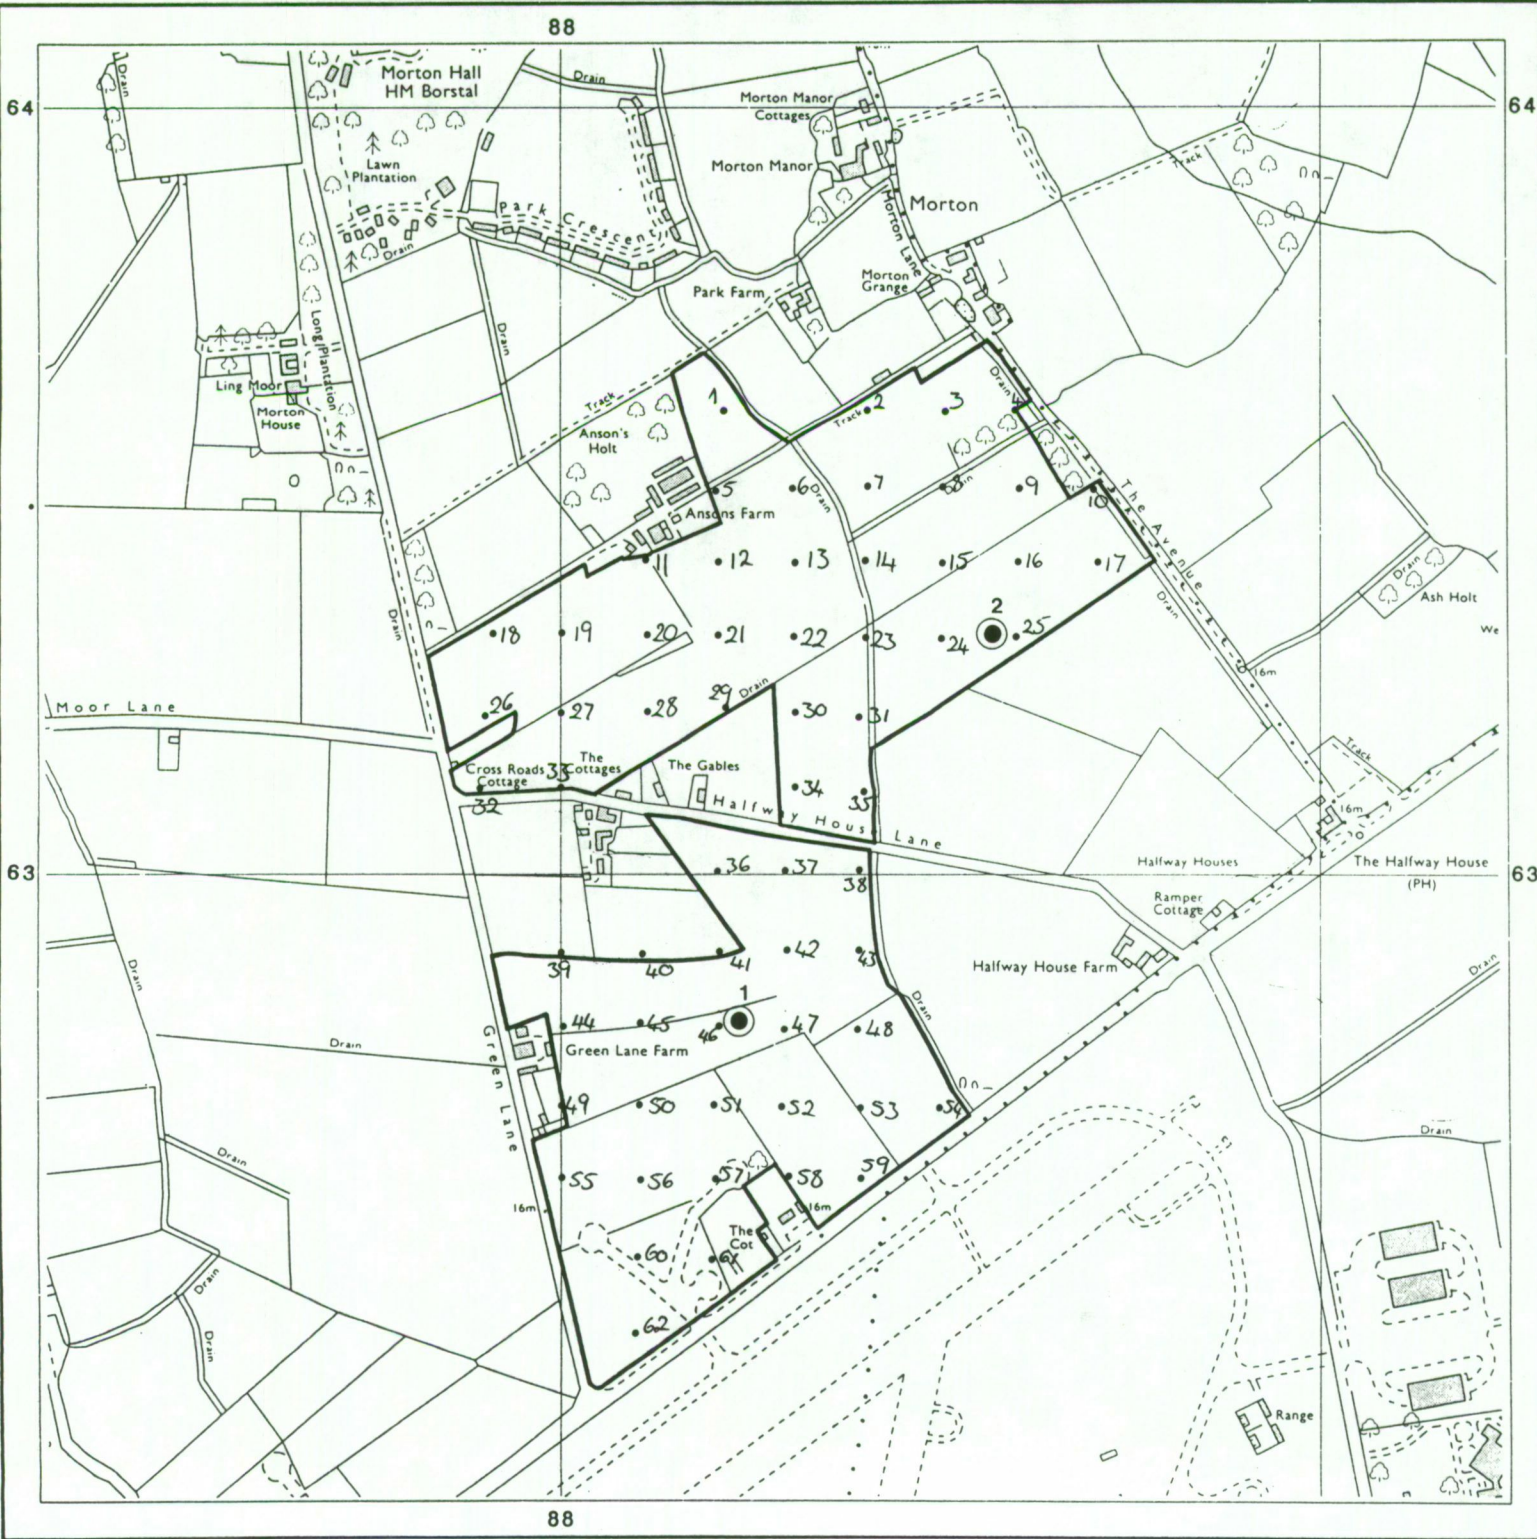 88
64
64
Drain
Morton Hall
HM Borstal
Drain
Morton Manor
Cottages
Lawn
Plantation
Morton Manor
Track
Park Crescent
Morton
Morton Lane
Drain
Morton
Grange
Park Farm
Long Plantation
Drain
Ling Moor
Morton
House
Track
Anson's
Holt
1
2
3
4
Drain
Track
5
6
Drain
7
8
Drain
9
10
The Avenue
Ansons Farm
11
12
13
14
15
16
17
Drain
Ash Holt
We
Drain
Drain
18
19
20
21
22
23
24
2
25
16m
Moor Lane
26
27
28
29
Drain
30
31
Track
Cross Roads
Cottage
The
Cottages
The Gables
32
33
34
35
16m
Halfway House Lane
63
63
36
37
38
Halfway Houses
The Halfway House
(PH)
Ramper
Cottage
39
40
41
42
43
Halfway House Farm
Drain
Drain
Drain
1
44
45
46
47
48
Green Lane Farm
Green Lane
Drain
49
50
51
52
53
54
Drain
Drain
55
56
57
58
59
16m
16m
The
Cot
60
61
Drain
Drain
62
Range
88